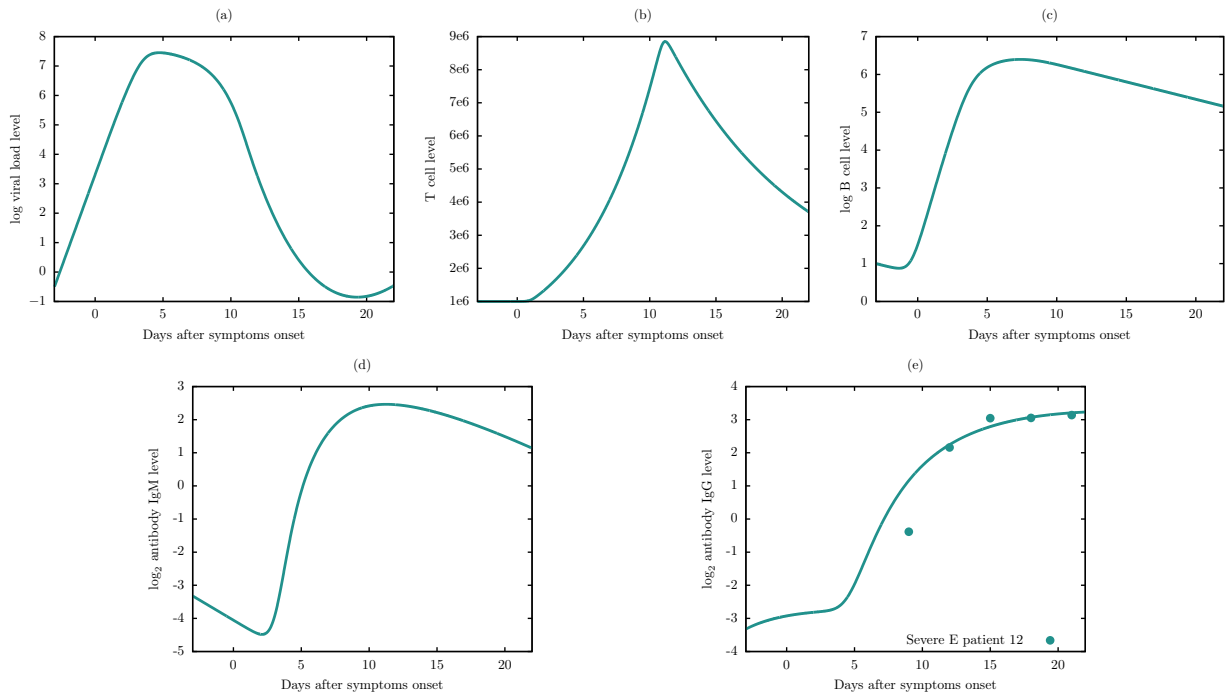 (a)
8
7
6
5
4
3
2
1
0
−1
log viral load level
0 5 10 15 20
Days after symptoms onset
(b)
9e6
8e6
7e6
6e6
5e6
4e6
3e6
2e6
1e6
T cell level
0 5 10 15 20
Days after symptoms onset
(c)
7
6
5
4
3
2
1
0
log B cell level
0 5 10 15 20
Days after symptoms onset
(d)
3
2
1
0
-1
-2
-3
-4
-5
log₂ antibody IgM level
0 5 10 15 20
Days after symptoms onset
(e)
4
3
2
1
0
-1
-2
-3
-4
log₂ antibody IgG level
Severe E patient 12
0 5 10 15 20
Days after symptoms onset